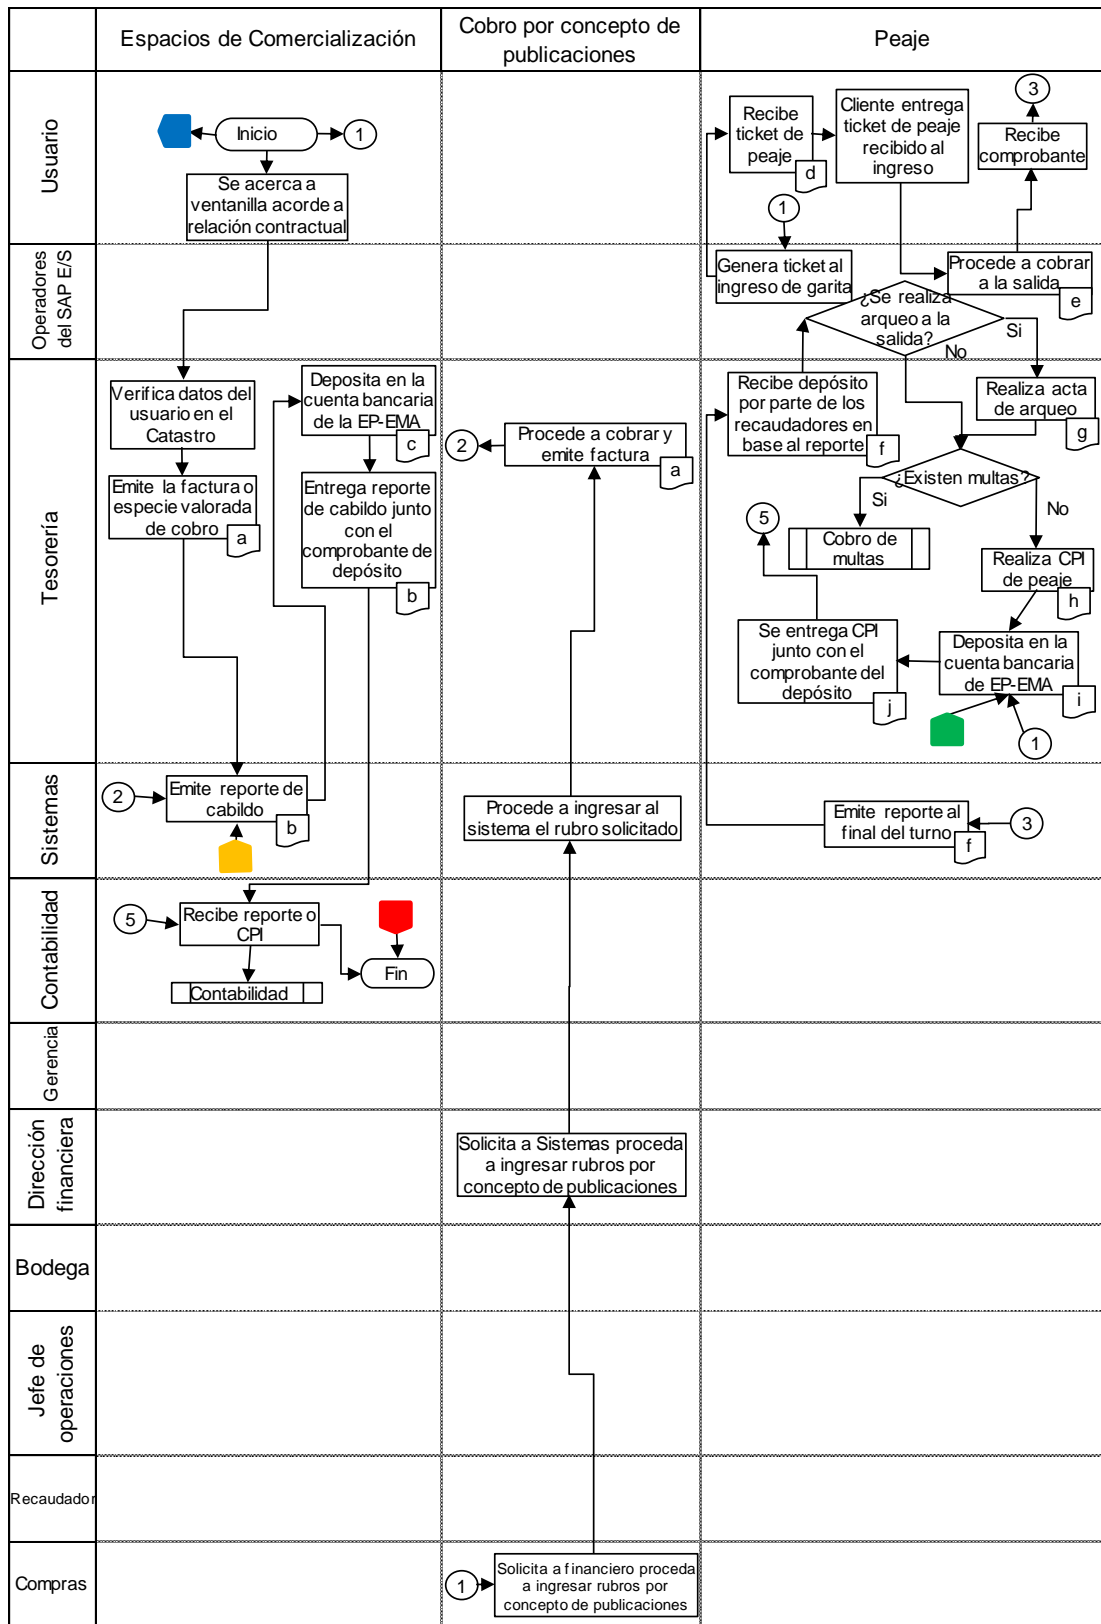 Espacios de Comercialización
Cobro por concepto de
publicaciones
Peaje
Usuario
Inicio
1
Se acerca a
ventanilla acorde a
relación contractual
Recibe
ticket de
peaje
d
Cliente entrega
ticket de peaje
recibido al
ingreso
3
Recibe
comprobante
1
Operadores
del SAP E/S
Genera ticket al
ingreso de garita
Procede a cobrar
a la salida
e
¿Se realiza
arqueo a la
salida?
Si
No
Tesorería
Verifica datos del
usuario en el
Catastro
Emite la factura o
especie valorada
de cobro
a
Deposita en la
cuenta bancaria
de la EP-EMA
c
Entrega reporte
de cabildo junto
con el
comprobante de
depósito
b
2
Procede a cobrar y
emite factura
a
Recibe depósito
por parte de los
recaudadores en
base al reporte
f
Realiza acta
de arqueo
g
¿Existen multas?
Si
No
5
Cobro de
multas
Realiza CPI
de peaje
h
Se entrega CPI
junto con el
comprobante del
depósito
j
Deposita en la
cuenta bancaria
de EP-EMA
i
1
Sistemas
2
Emite reporte de
cabildo
b
Procede a ingresar al
sistema el rubro solicitado
Emite reporte al
final del turno
f
3
Contabilidad
5
Recibe reporte o
CPI
Fin
Contabilidad
Gerencia
Dirección
financiera
Solicita a Sistemas proceda
a ingresar rubros por
concepto de publicaciones
Bodega
Jefe de
operaciones
Recaudador
Compras
1
Solicita a financiero proceda
a ingresar rubros por
concepto de publicaciones